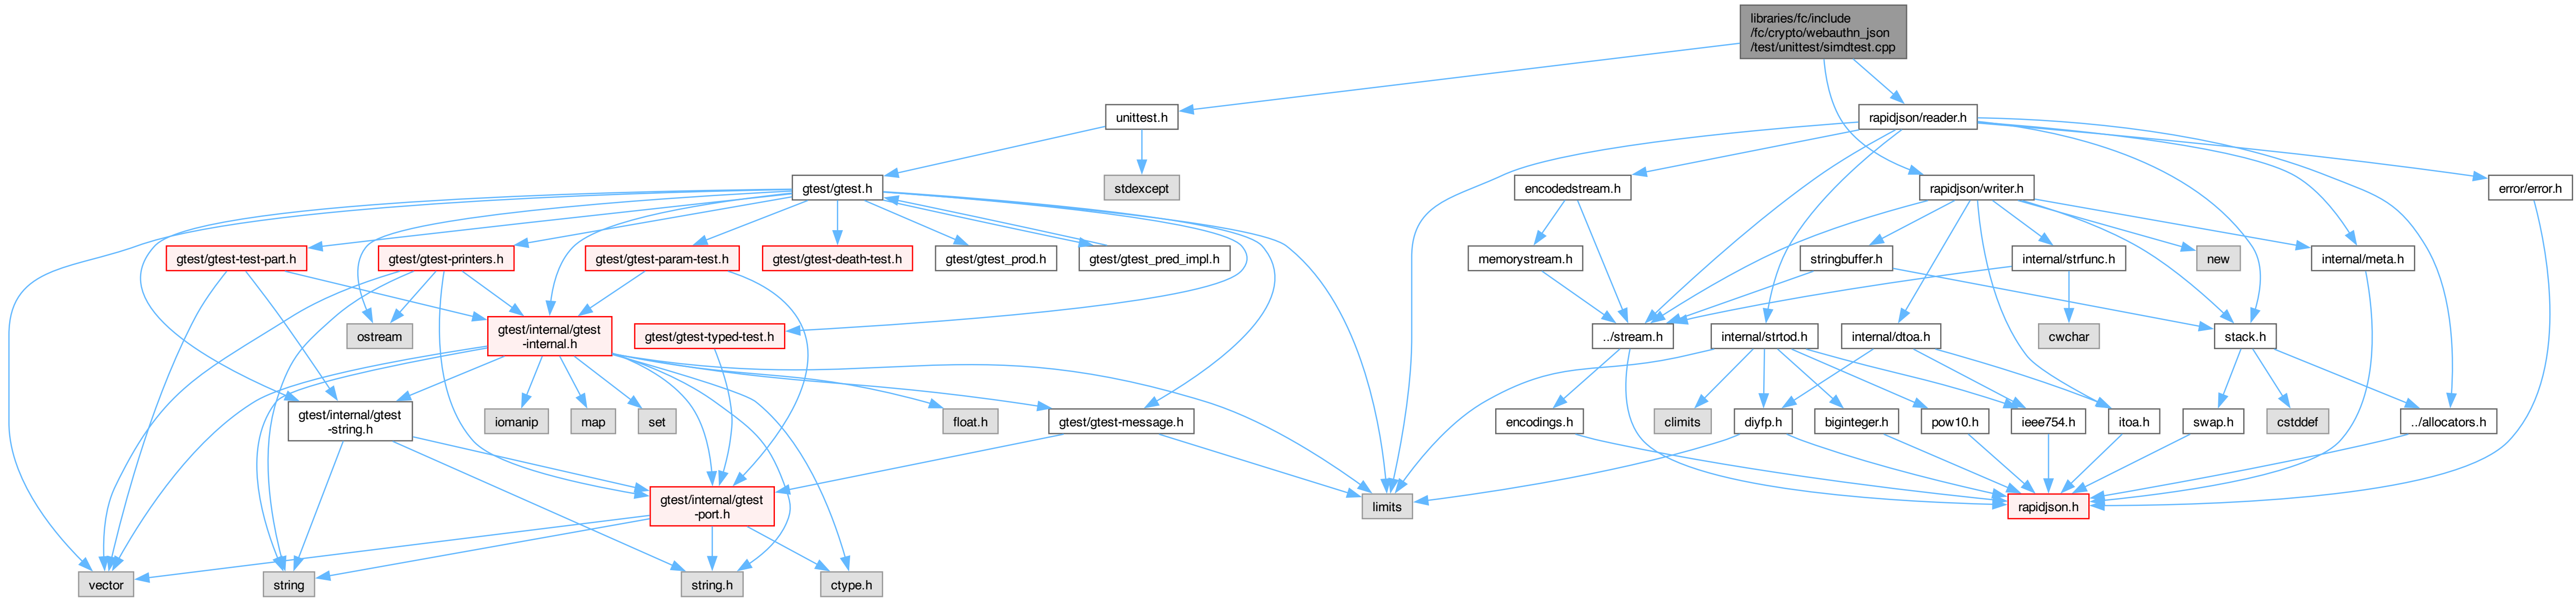 libraries/fc/include
/fc/crypto/webauthn_json
/test/unittest/simdtest.cpp
unittest.h
rapidjson/reader.h
gtest/gtest.h
stdexcept
encodedstream.h
rapidjson/writer.h
error/error.h
gtest/gtest-test-part.h
gtest/gtest-printers.h
gtest/gtest-param-test.h
gtest/gtest-death-test.h
gtest/gtest_prod.h
gtest/gtest_pred_impl.h
memorystream.h
stringbuffer.h
internal/strfunc.h
new
internal/meta.h
ostream
gtest/internal/gtest
-internal.h
gtest/gtest-typed-test.h
../stream.h
internal/strtod.h
internal/dtoa.h
cwchar
stack.h
gtest/internal/gtest
-string.h
iomanip
map
set
float.h
gtest/gtest-message.h
encodings.h
climits
diyfp.h
biginteger.h
pow10.h
ieee754.h
itoa.h
swap.h
cstddef
../allocators.h
gtest/internal/gtest
-port.h
limits
rapidjson.h
vector
string
string.h
ctype.h